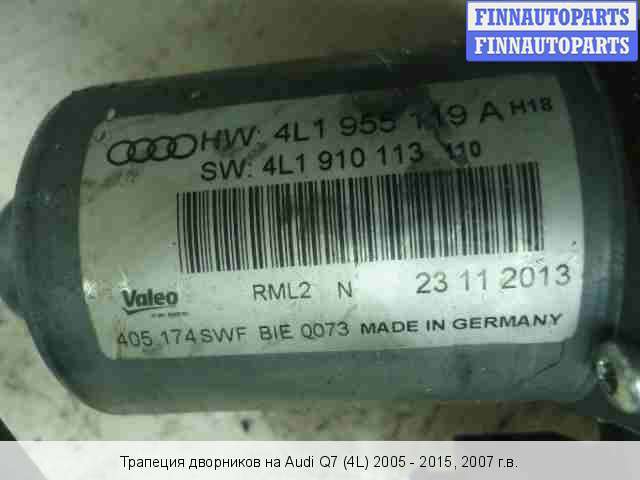 FINNAUTOPARTS
FINNAUTOPARTS
HW: 4L1 955 119 A H18
SW: 4L1 910 113 110
Valeo RML2 N 23 11 2013
405.174 SWF BIE Q073 MADE IN GERMANY
Трапеция дворников на Audi Q7 (4L) 2005 - 2015, 2007 г.в.